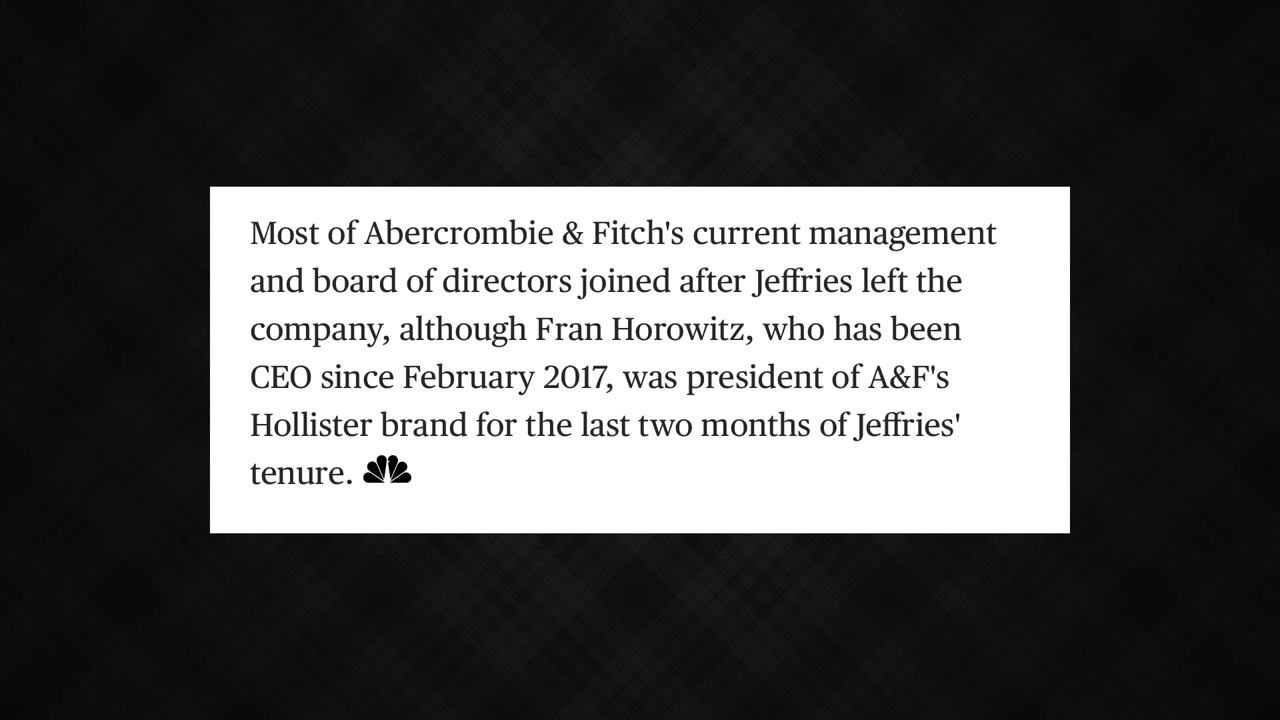 Most of Abercrombie & Fitch's current management
and board of directors joined after Jeffries left the
company, although Fran Horowitz, who has been
CEO since February 2017, was president of A&F's
Hollister brand for the last two months of Jeffries'
tenure.